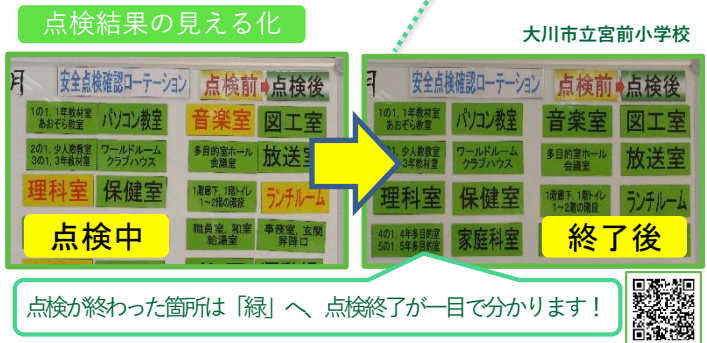 点検結果の見える化
大川市立宮前小学校
月
安全点検確認ローテーション
点検前➡点検後
1の1, 1年教材室
あおぞら教室
パソコン教室
音楽室
図工室
2の1, 少人数教室
3の1, 3年教材室
ワールドルーム
クラブハウス
多目的室ホール
会議室
放送室
理科室
保健室
1階廊下, 1階トイレ
1~2階の階段
ランチルーム
職員室, 和室
給湯室
事務室, 玄関
昇降口
点検中
月
安全点検確認ローテーション
点検前➡点検後
1の1, 1年教材室
あおぞら教室
パソコン教室
音楽室
図工室
少人数教室
3年教材室
ワールドルーム
クラブハウス
多目的室ホール
会議室
放送室
理科室
保健室
1階廊下, 1階トイレ
1~2階の階段
ランチルーム
4の1, 4年多目的室
5の1, 5年多目的室
家庭科室
終了後
点検が終わった箇所は「緑」へ、点検終了が一目で分かります!